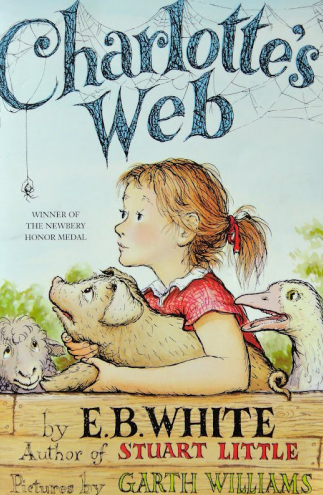 Charlotte's
Web
WINNER OF
THE NEWBERY
HONOR MEDAL
by E.B. WHITE
Author of STUART LITTLE
Pictures by GARTH WILLIAMS